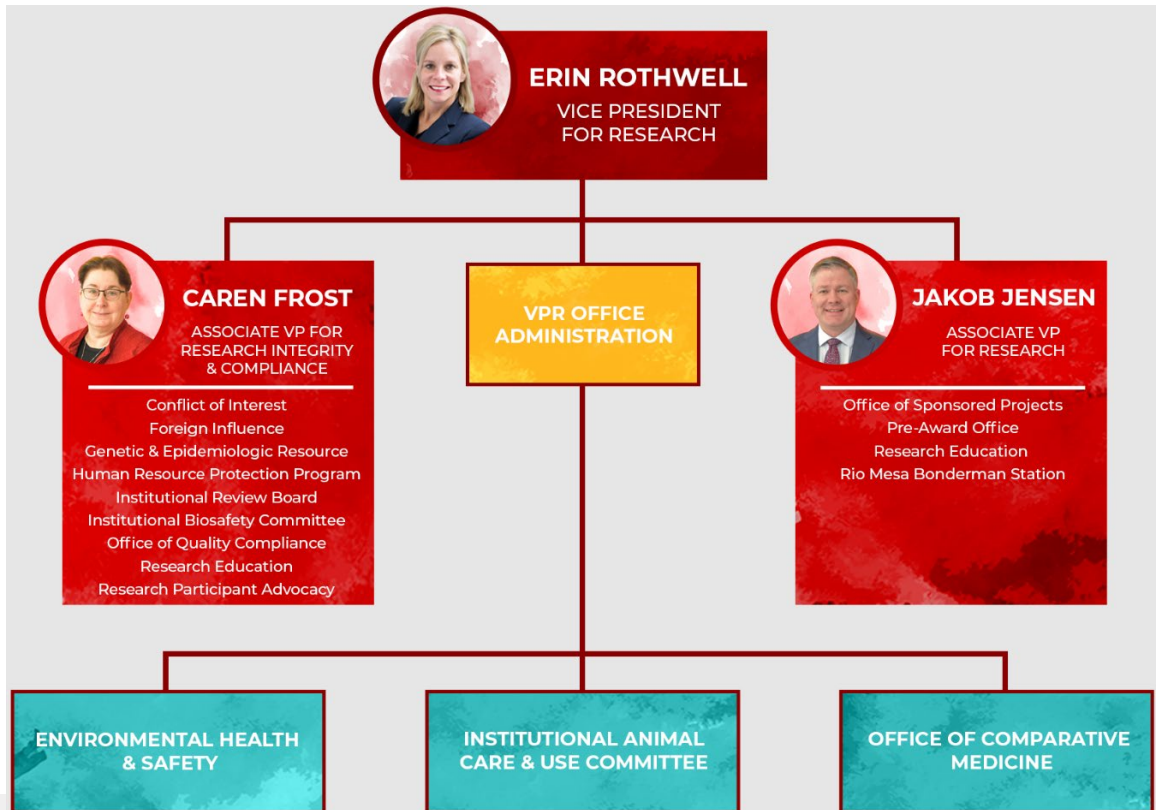 ERIN ROTHWELL
VICE PRESIDENT
FOR RESEARCH
CAREN FROST
ASSOCIATE VP FOR
RESEARCH INTEGRITY
& COMPLIANCE
Conflict of Interest
Foreign Influence
Genetic & Epidemiologic Resource
Human Resource Protection Program
Institutional Review Board
Institutional Biosafety Committee
Office of Quality Compliance
Research Education
Research Participant Advocacy
VPR OFFICE
ADMINISTRATION
JAKOB JENSEN
ASSOCIATE VP
FOR RESEARCH
Office of Sponsored Projects
Pre-Award Office
Research Education
Rio Mesa Bonderman Station
ENVIRONMENTAL HEALTH
& SAFETY
INSTITUTIONAL ANIMAL
CARE & USE COMMITTEE
OFFICE OF COMPARATIVE
MEDICINE